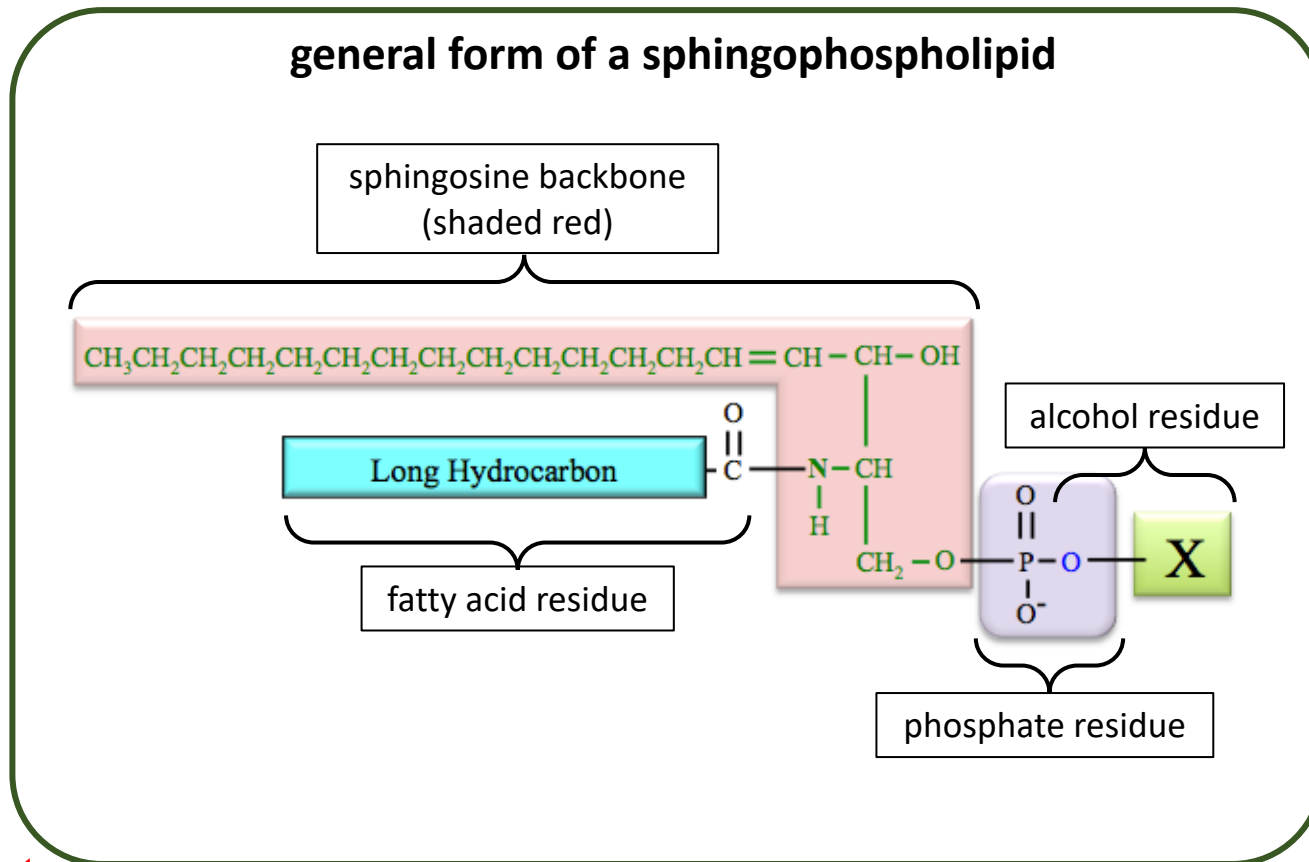 general form of a sphingophospholipid
sphingosine backbone
(shaded red)
CH₃CH₂CH₂CH₂CH₂CH₂CH₂CH₂CH₂CH₂CH₂CH₂CH₂CH=CH–CH–OH
alcohol residue
O
Long Hydrocarbon
C
N–CH
H
O
CH₂–O
P–O
X
O⁻
fatty acid residue
phosphate residue